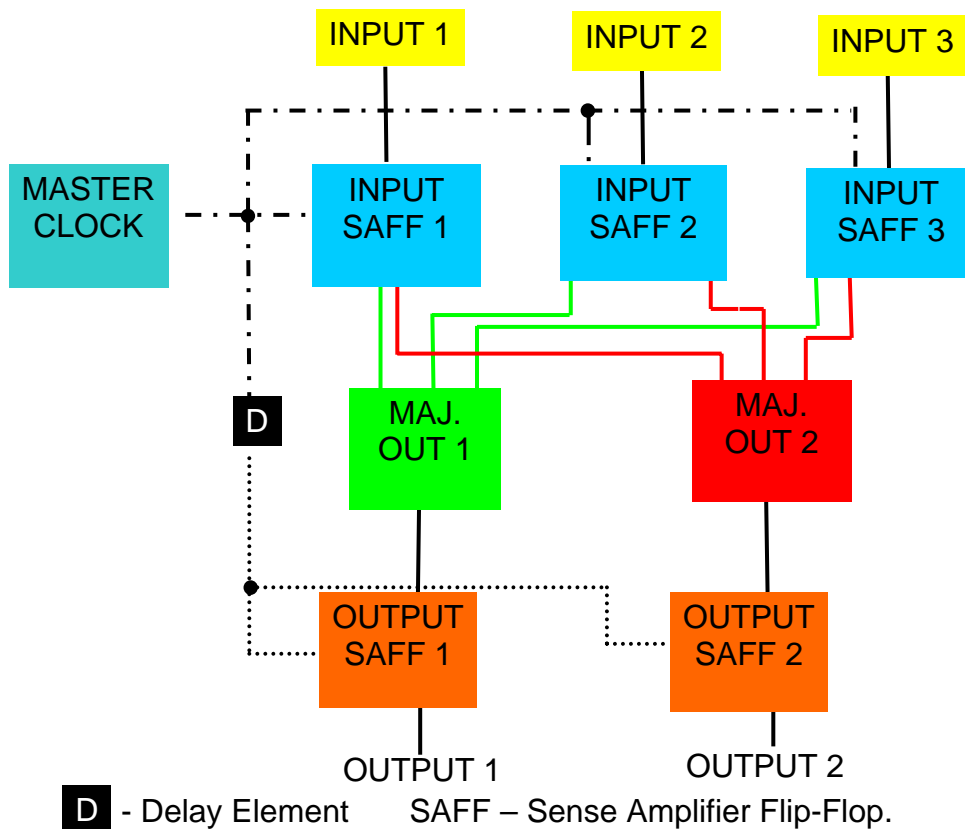 INPUT 1
INPUT 2
INPUT 3
MASTER
CLOCK
INPUT
SAFF 1
INPUT
SAFF 2
INPUT
SAFF 3
D
MAJ.
OUT 1
MAJ.
OUT 2
OUTPUT
SAFF 1
OUTPUT
SAFF 2
OUTPUT 1
OUTPUT 2
D - Delay Element SAFF – Sense Amplifier Flip-Flop.